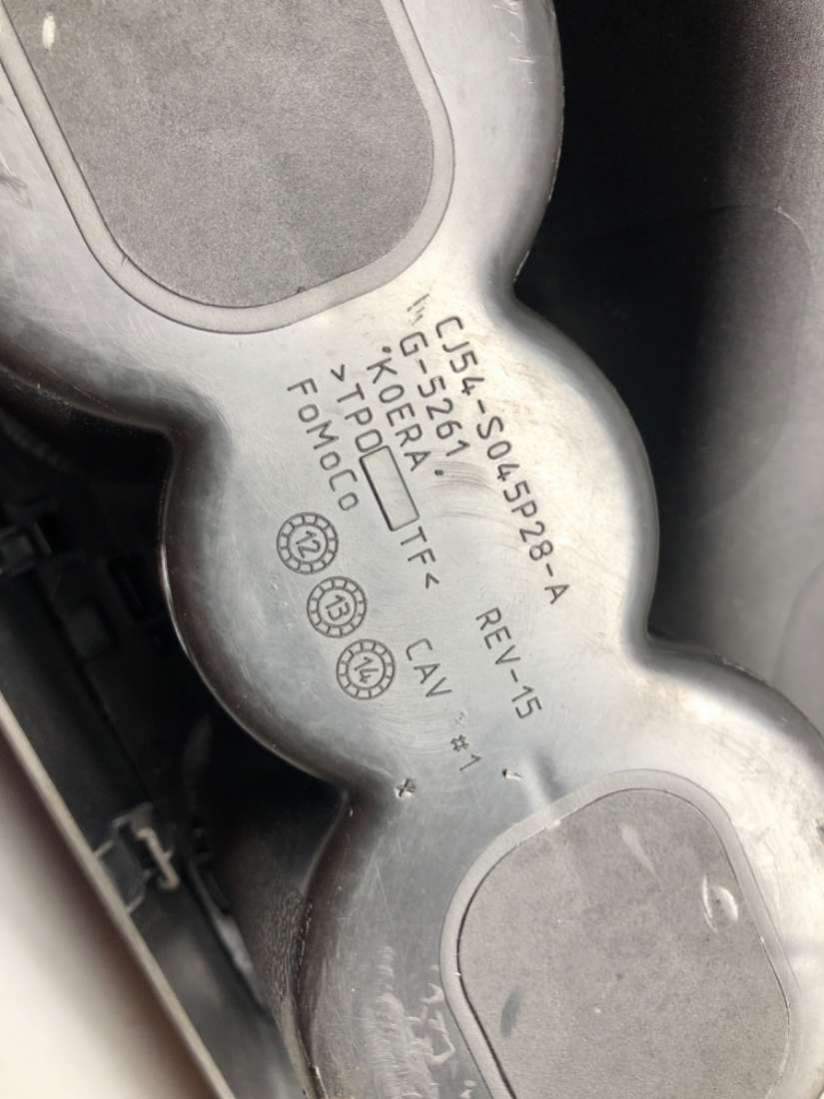 CJ54-S045P28-A
G-5261
KOERA
>TPO TF<
FoMoCo
REV-15
CAV #1
12
13
14